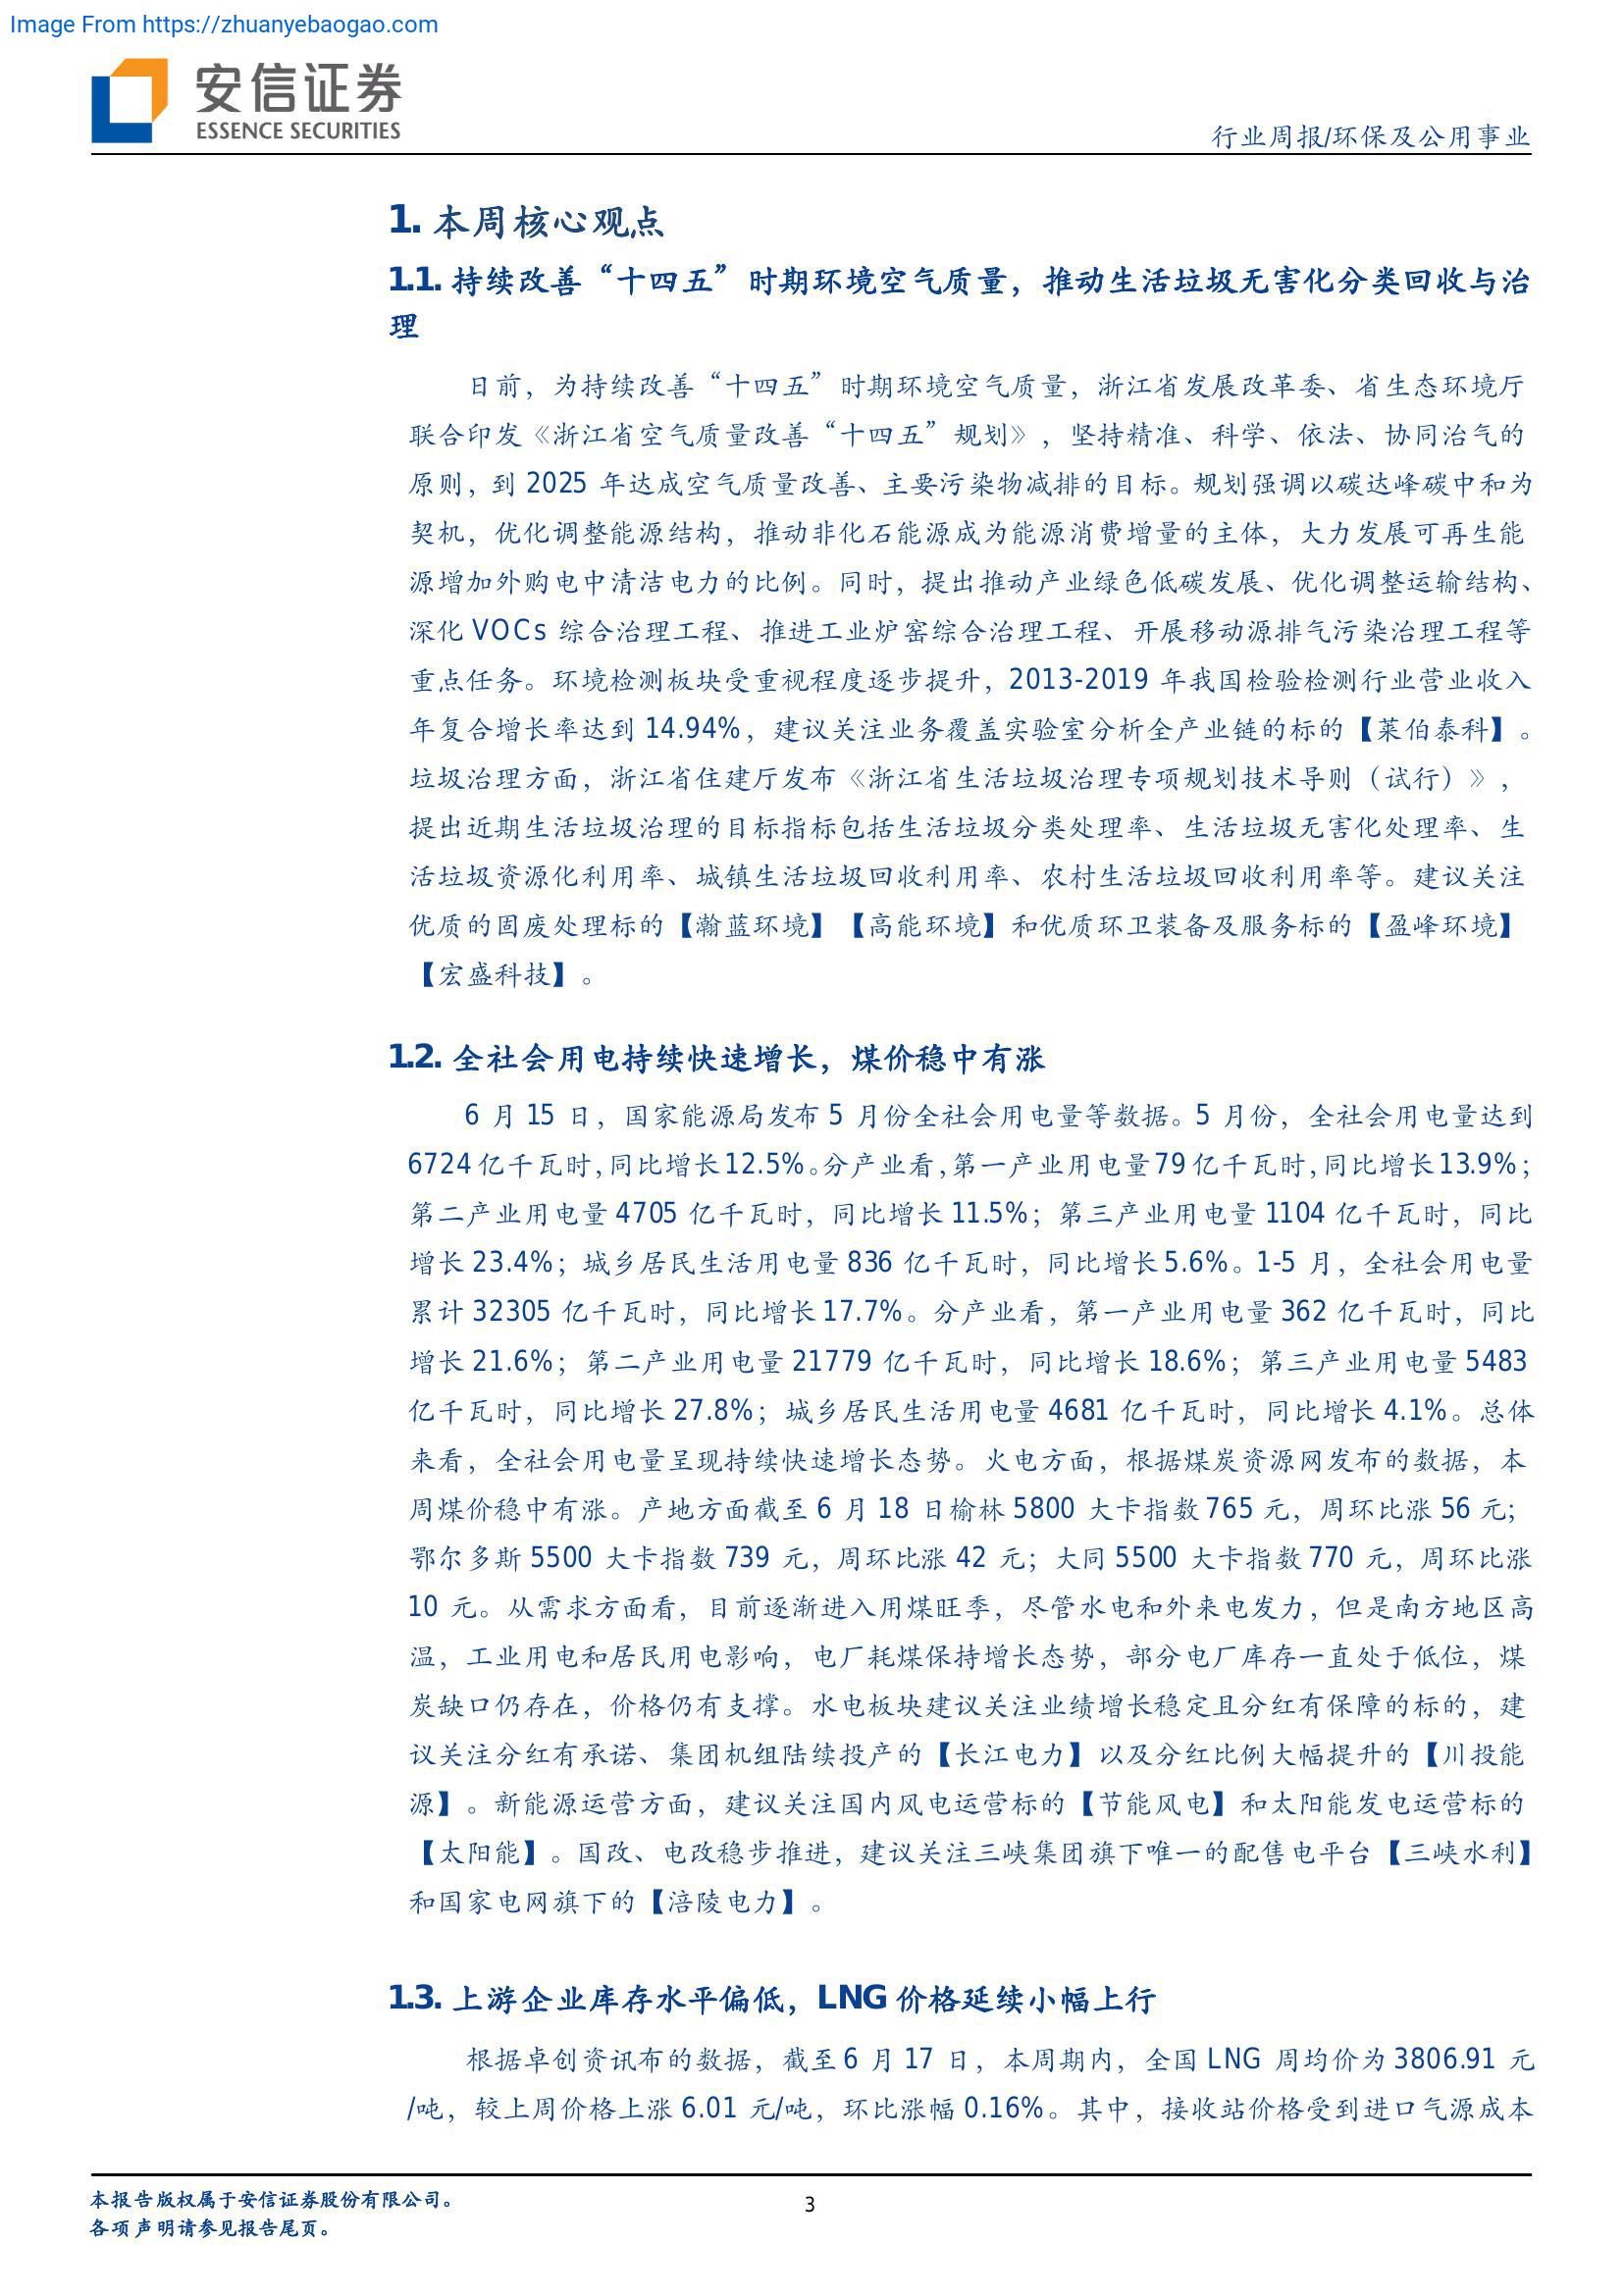 Image From https://zhuanyebaogao.com
安信证券
ESSENCE SECURITIES
行业周报/环保及公用事业
1. 本周核心观点
1.1. 持续改善“十四五”时期环境空气质量，推动生活垃圾无害化分类回收与治
理
日前，为持续改善“十四五”时期环境空气质量，浙江省发展改革委、省生态环境厅
联合印发《浙江省空气质量改善“十四五”规划》，坚持精准、科学、依法、协同治气的
原则，到 2025 年达成空气质量改善、主要污染物减排的目标。规划强调以碳达峰碳中和为
契机，优化调整能源结构，推动非化石能源成为能源消费增量的主体，大力发展可再生能
源增加外购电中清洁电力的比例。同时，提出推动产业绿色低碳发展、优化调整运输结构、
深化 VOCs 综合治理工程、推进工业炉窑综合治理工程、开展移动源排气污染治理工程等
重点任务。环境检测板块受重视程度逐步提升，2013-2019 年我国检验检测行业营业收入
年复合增长率达到 14.94%，建议关注业务覆盖实验室分析全产业链的标的【莱伯泰科】。
垃圾治理方面，浙江省住建厅发布《浙江省生活垃圾治理专项规划技术导则（试行）》，
提出近期生活垃圾治理的目标指标包括生活垃圾分类处理率、生活垃圾无害化处理率、生
活垃圾资源化利用率、城镇生活垃圾回收利用率、农村生活垃圾回收利用率等。建议关注
优质的固废处理标的【瀚蓝环境】【高能环境】和优质环卫装备及服务标的【盈峰环境】
【宏盛科技】。
1.2. 全社会用电持续快速增长，煤价稳中有涨
6 月 15 日，国家能源局发布 5 月份全社会用电量等数据。5 月份，全社会用电量达到
6724 亿千瓦时，同比增长 12.5%。分产业看，第一产业用电量 79 亿千瓦时，同比增长 13.9%；
第二产业用电量 4705 亿千瓦时，同比增长 11.5%；第三产业用电量 1104 亿千瓦时，同比
增长 23.4%；城乡居民生活用电量 836 亿千瓦时，同比增长 5.6%。1-5 月，全社会用电量
累计 32305 亿千瓦时，同比增长 17.7%。分产业看，第一产业用电量 362 亿千瓦时，同比
增长 21.6%；第二产业用电量 21779 亿千瓦时，同比增长 18.6%；第三产业用电量 5483
亿千瓦时，同比增长 27.8%；城乡居民生活用电量 4681 亿千瓦时，同比增长 4.1%。总体
来看，全社会用电量呈现持续快速增长态势。火电方面，根据煤炭资源网发布的数据，本
周煤价稳中有涨。产地方面截至 6 月 18 日榆林 5800 大卡指数 765 元，周环比涨 56 元；
鄂尔多斯 5500 大卡指数 739 元，周环比涨 42 元；大同 5500 大卡指数 770 元，周环比涨
10 元。从需求方面看，目前逐渐进入用煤旺季，尽管水电和外来电发力，但是南方地区高
温，工业用电和居民用电影响，电厂耗煤保持增长态势，部分电厂库存一直处于低位，煤
炭缺口仍存在，价格仍有支撑。水电板块建议关注业绩增长稳定且分红有保障的标的，建
议关注分红有承诺、集团机组陆续投产的【长江电力】以及分红比例大幅提升的【川投能
源】。新能源运营方面，建议关注国内风电运营标的【节能风电】和太阳能发电运营标的
【太阳能】。国改、电改稳步推进，建议关注三峡集团旗下唯一的配售电平台【三峡水利】
和国家电网旗下的【涪陵电力】。
1.3. 上游企业库存水平偏低，LNG 价格延续小幅上行
根据卓创资讯布的数据，截至 6 月 17 日，本周期内，全国 LNG 周均价为 3806.91 元
/吨，较上周价格上涨 6.01 元/吨，环比涨幅 0.16%。其中，接收站价格受到进口气源成本
本报告版权属于安信证券股份有限公司。
各项声明请参见报告尾页。
3